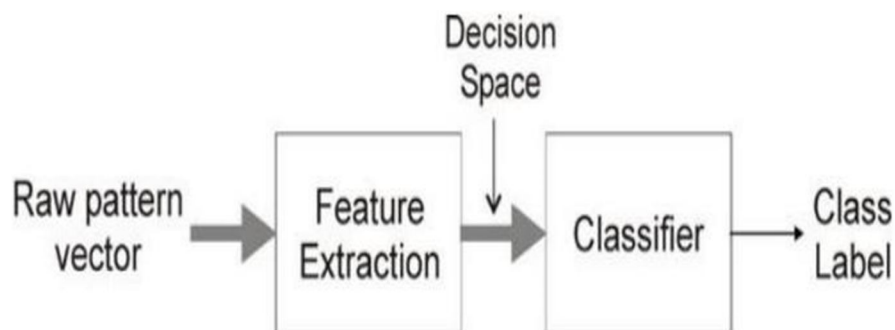 Decision
Space
Raw pattern
vector
Feature
Extraction
Classifier
Class
Label